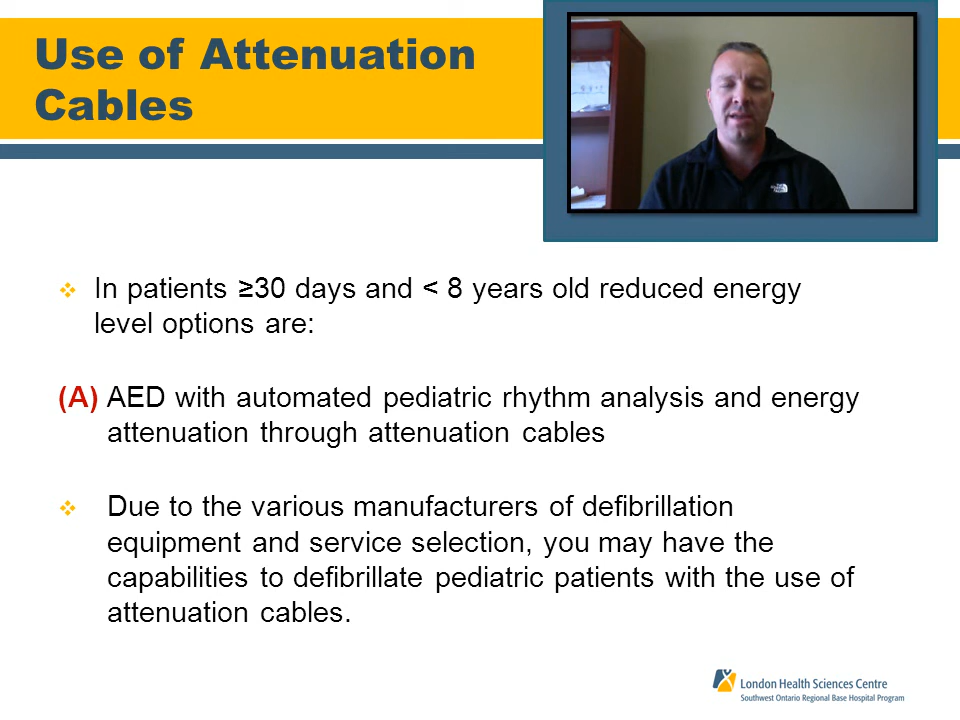 Use of Attenuation
Cables
❖ In patients ≥30 days and < 8 years old reduced energy
level options are:
(A) AED with automated pediatric rhythm analysis and energy
attenuation through attenuation cables
❖ Due to the various manufacturers of defibrillation
equipment and service selection, you may have the
capabilities to defibrillate pediatric patients with the use of
attenuation cables.
London Health Sciences Centre
Southwest Ontario Regional Base Hospital Program